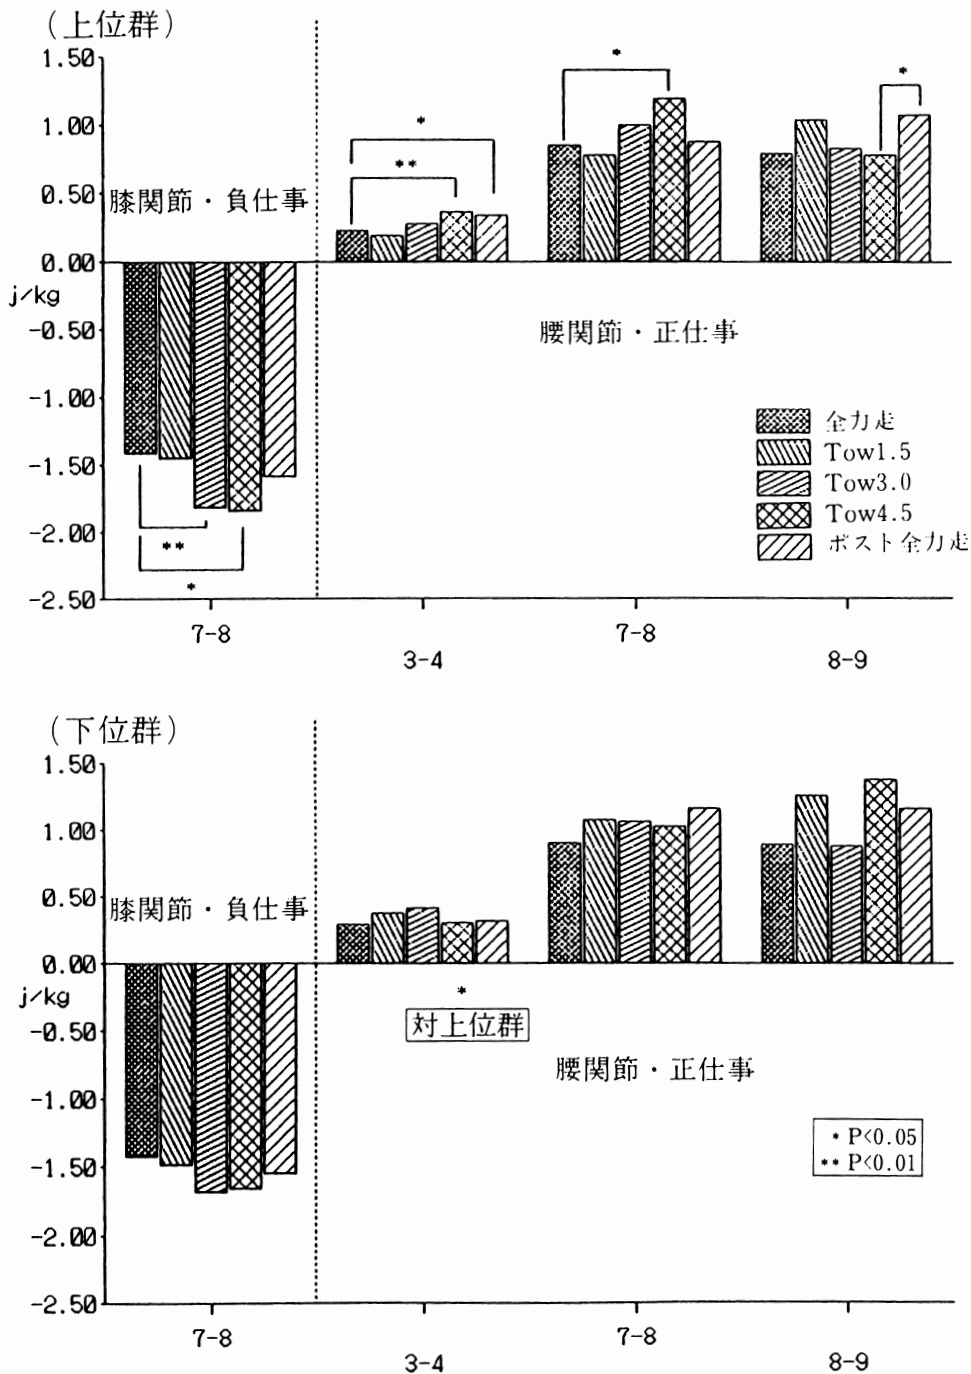 （上位群）
1.50
1.00
0.50
0.00
j/kg
-0.50
-1.00
-1.50
-2.00
-2.50
膝関節・負仕事
腰関節・正仕事
*
**
*
*
**
*
全力走
Tow1.5
Tow3.0
Tow4.5
ポスト全力走
7-8
3-4
7-8
8-9
（下位群）
1.50
1.00
0.50
0.00
j/kg
-0.50
-1.00
-1.50
-2.00
-2.50
膝関節・負仕事
*
対上位群
腰関節・正仕事
* P<0.05
** P<0.01
7-8
3-4
7-8
8-9